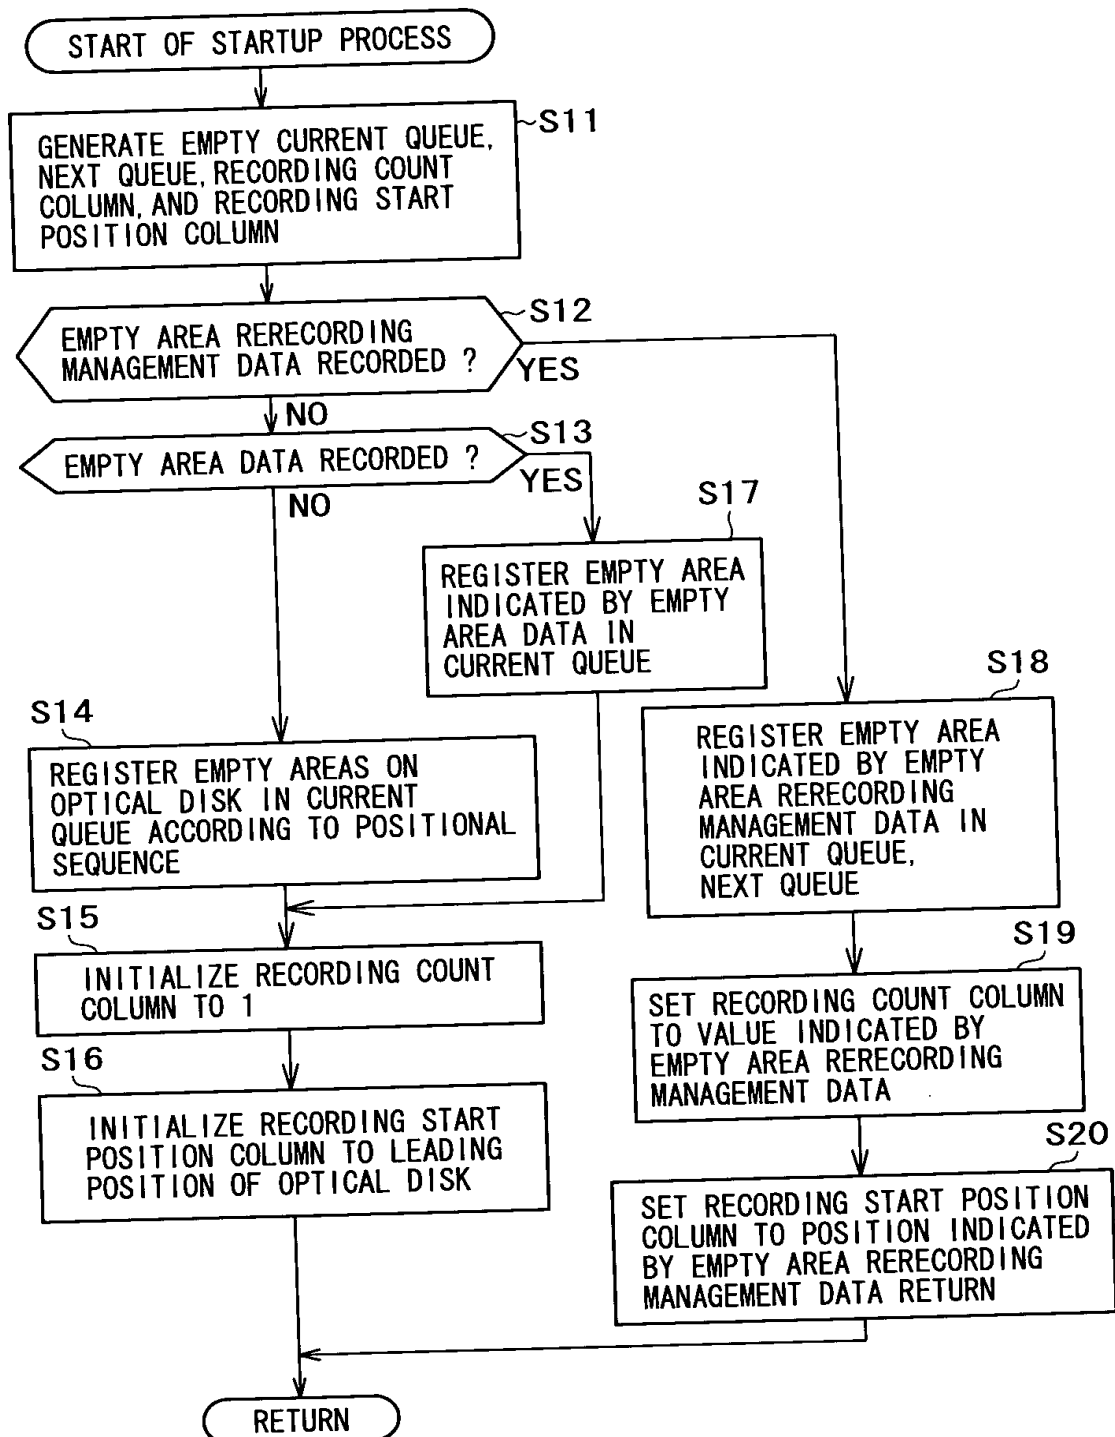 START OF STARTUP PROCESS
S11
GENERATE EMPTY CURRENT QUEUE,
NEXT QUEUE, RECORDING COUNT
COLUMN, AND RECORDING START
POSITION COLUMN
S12
EMPTY AREA RERECORDING
MANAGEMENT DATA RECORDED ?
YES
NO
S13
EMPTY AREA DATA RECORDED ?
YES
NO
S17
REGISTER EMPTY AREA
INDICATED BY EMPTY
AREA DATA IN
CURRENT QUEUE
S14
REGISTER EMPTY AREAS ON
OPTICAL DISK IN CURRENT
QUEUE ACCORDING TO POSITIONAL
SEQUENCE
S15
INITIALIZE RECORDING COUNT
COLUMN TO 1
S16
INITIALIZE RECORDING START
POSITION COLUMN TO LEADING
POSITION OF OPTICAL DISK
S18
REGISTER EMPTY AREA
INDICATED BY EMPTY
AREA RERECORDING
MANAGEMENT DATA IN
CURRENT QUEUE,
NEXT QUEUE
S19
SET RECORDING COUNT COLUMN
TO VALUE INDICATED BY
EMPTY AREA RERECORDING
MANAGEMENT DATA
S20
SET RECORDING START POSITION
COLUMN TO POSITION INDICATED
BY EMPTY AREA RERECORDING
MANAGEMENT DATA RETURN
RETURN